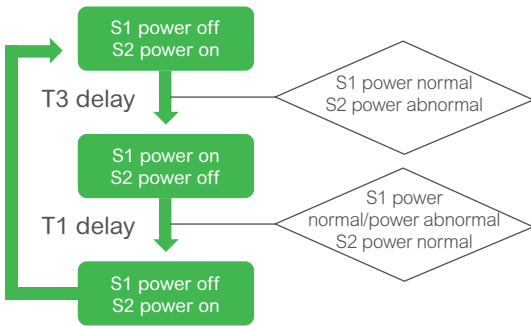 S1 power off
S2 power on
T3 delay
S1 power normal
S2 power abnormal
S1 power on
S2 power off
T1 delay
S1 power
normal/power abnormal
S2 power normal
S1 power off
S2 power on